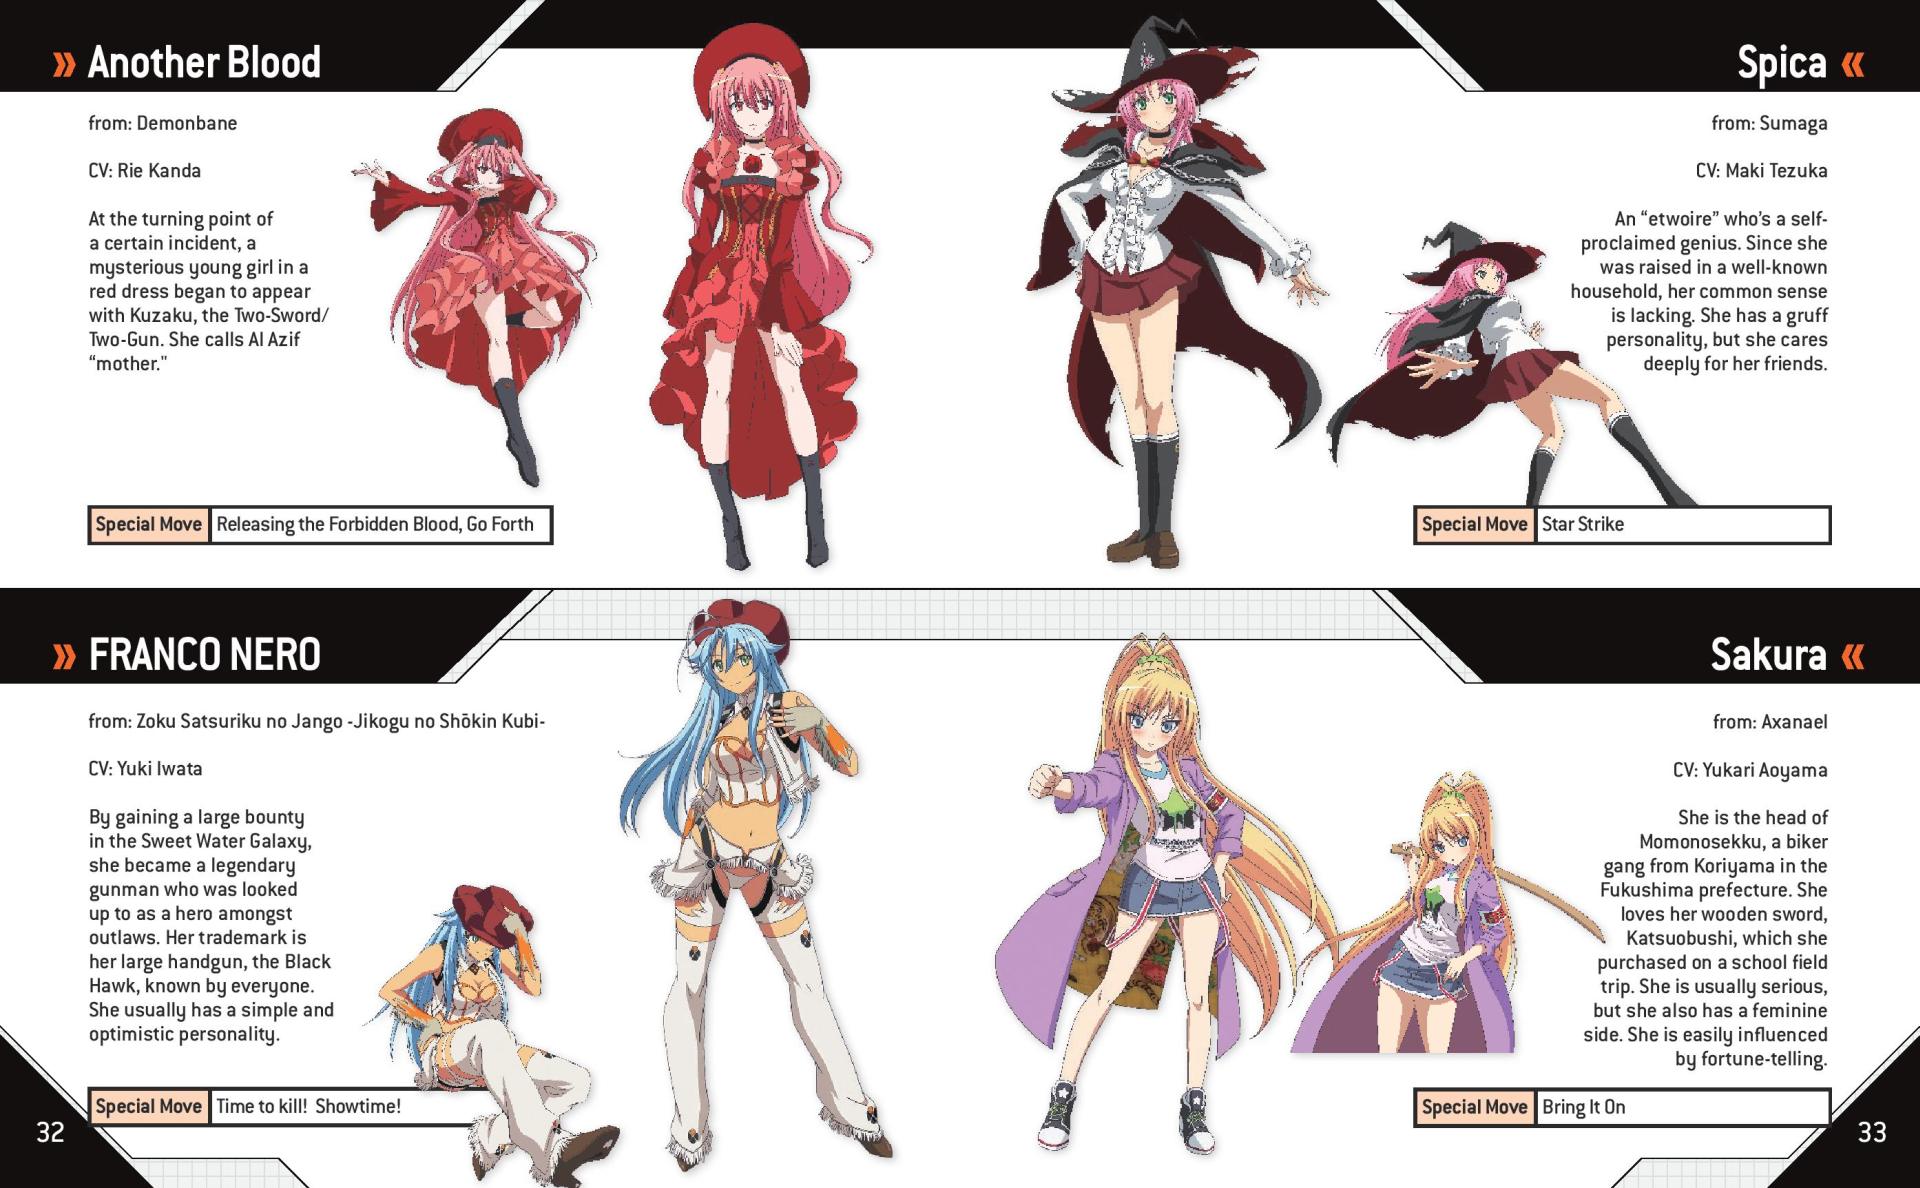 Another Blood
from: Demonbane
CV: Rie Kanda
At the turning point of
a certain incident, a
mysterious young girl in a
red dress began to appear
with Kuzaku, the Two-Sword/
Two-Gun. She calls Al Azif
“mother."
Special Move Releasing the Forbidden Blood, Go Forth
Spica
from: Sumaga
CV: Maki Tezuka
An “etwoire” who’s a self-
proclaimed genius. Since she
was raised in a well-known
household, her common sense
is lacking. She has a gruff
personality, but she cares
deeply for her friends.
Special Move Star Strike
FRANCO NERO
from: Zoku Satsuriku no Jango -Jikogu no Shōkin Kubi-
CV: Yuki Iwata
By gaining a large bounty
in the Sweet Water Galaxy,
she became a legendary
gunman who was looked
up to as a hero amongst
outlaws. Her trademark is
her large handgun, the Black
Hawk, known by everyone.
She usually has a simple and
optimistic personality.
Special Move Time to kill! Showtime!
32
Sakura
from: Axanael
CV: Yukari Aoyama
She is the head of
Momonosekku, a biker
gang from Koriyama in the
Fukushima prefecture. She
loves her wooden sword,
Katsuobushi, which she
purchased on a school field
trip. She is usually serious,
but she also has a feminine
side. She is easily influenced
by fortune-telling.
Special Move Bring It On
33